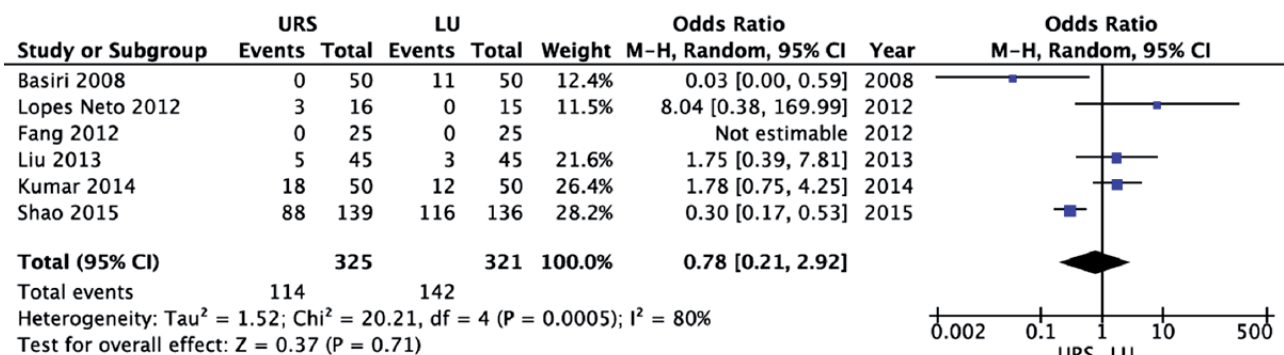 URS LU Odds Ratio Odds Ratio
Study or Subgroup Events Total Events Total Weight M–H, Random, 95% CI Year M–H, Random, 95% CI
Basiri 2008 0 50 11 50 12.4% 0.03 [0.00, 0.59] 2008
Lopes Neto 2012 3 16 0 15 11.5% 8.04 [0.38, 169.99] 2012
Fang 2012 0 25 0 25 Not estimable 2012
Liu 2013 5 45 3 45 21.6% 1.75 [0.39, 7.81] 2013
Kumar 2014 18 50 12 50 26.4% 1.78 [0.75, 4.25] 2014
Shao 2015 88 139 116 136 28.2% 0.30 [0.17, 0.53] 2015
Total (95% CI) 325 321 100.0% 0.78 [0.21, 2.92]
Total events 114 142
Heterogeneity: Tau² = 1.52; Chi² = 20.21, df = 4 (P = 0.0005); I² = 80%
Test for overall effect: Z = 0.37 (P = 0.71)
0.002 0.1 1 10 500
URS LU